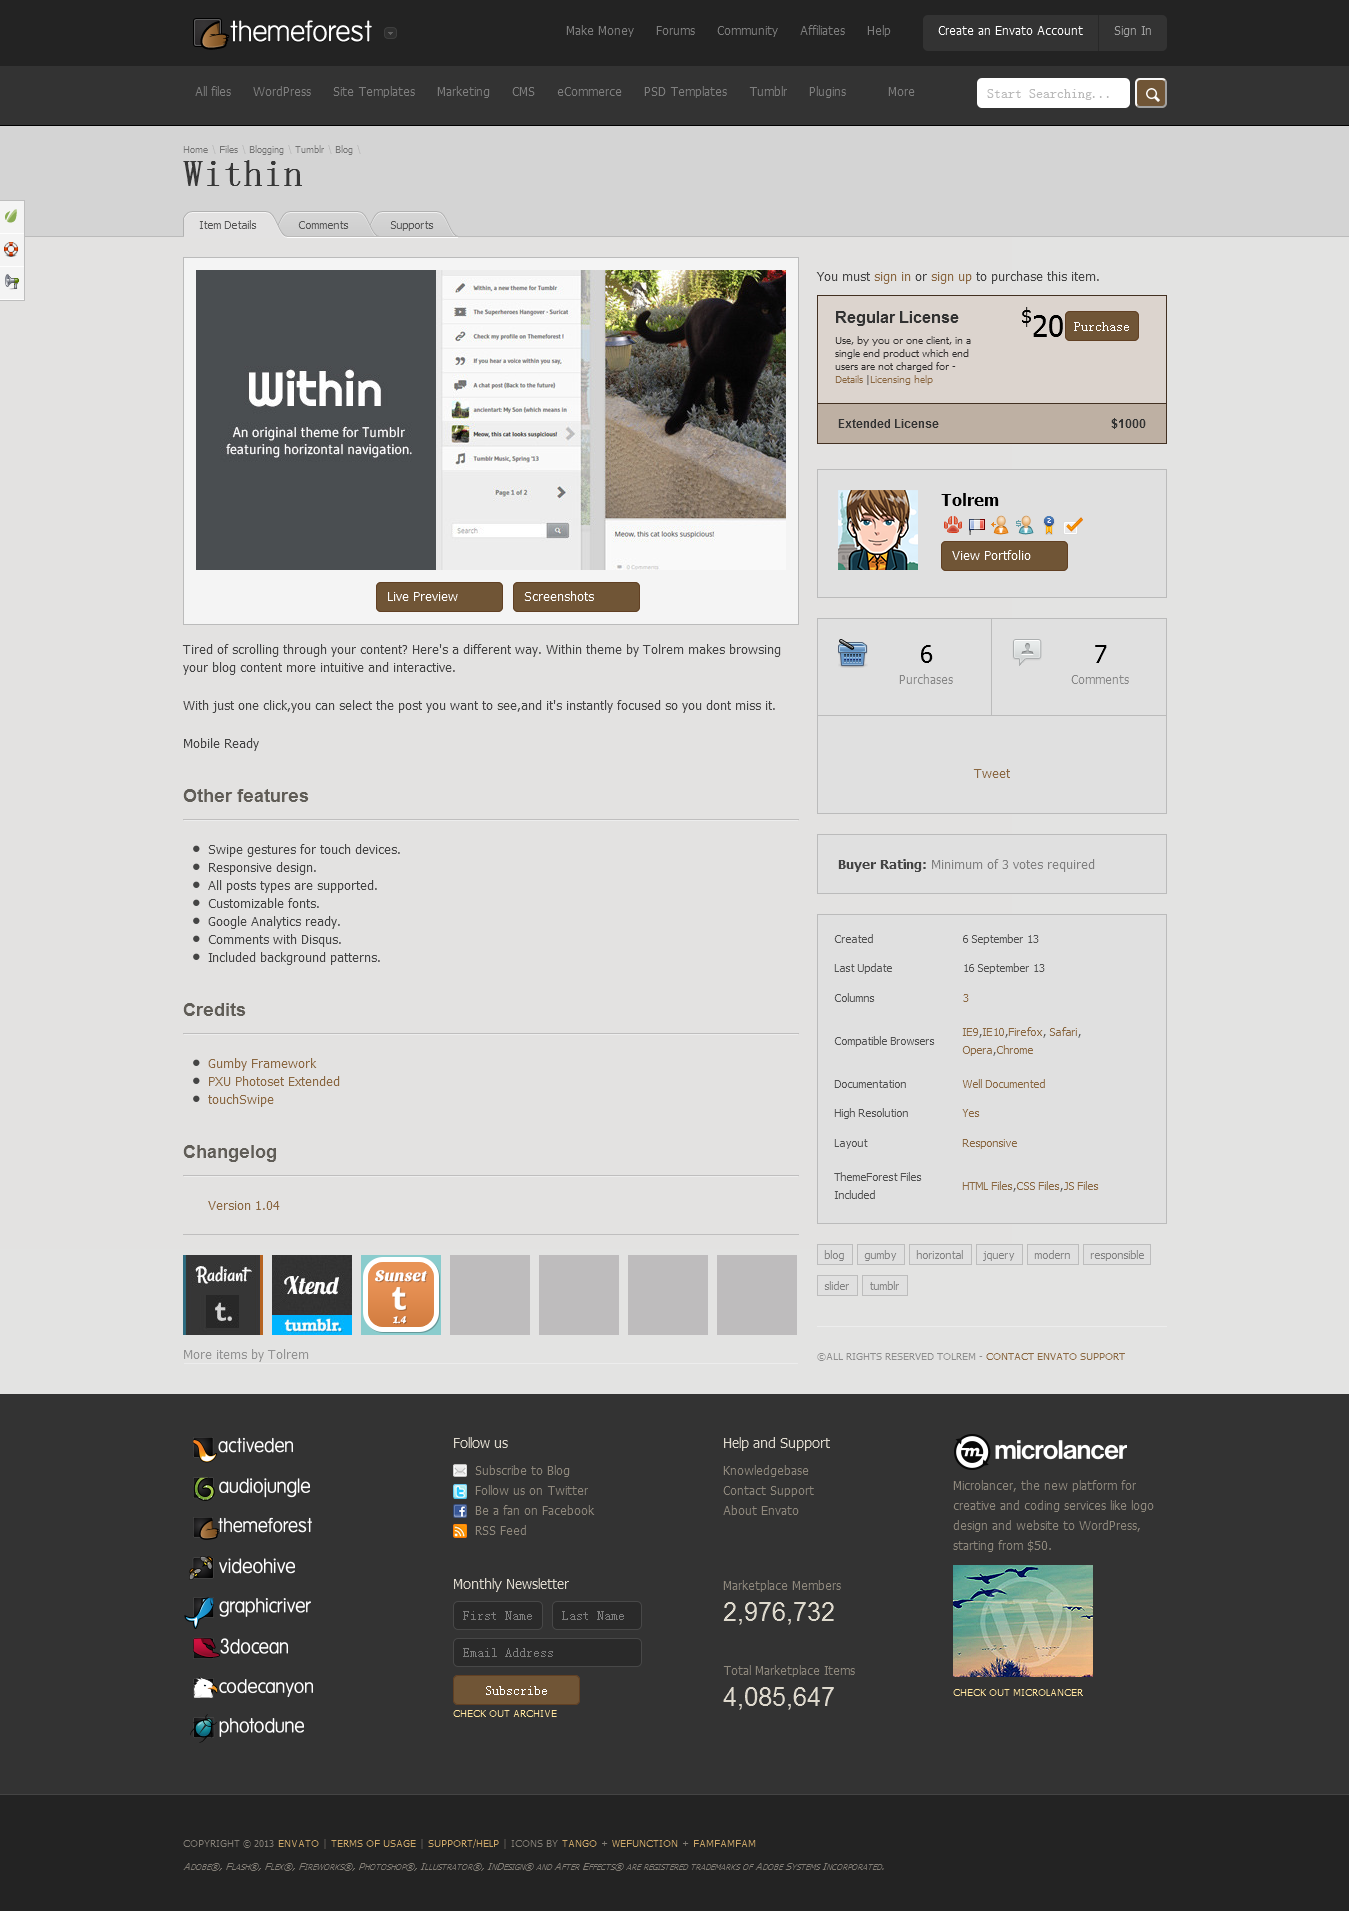 themeforest
Make Money Forums Community Affiliates Help Create an Envato Account Sign In
All files WordPress Site Templates Marketing CMS eCommerce PSD Templates Tumblr Plugins More Start Searching...
Home \ Files \ Blogging \ Tumblr \ Blog \
Within
Item Details Comments Supports
Within
An original theme for Tumblr
featuring horizontal navigation.
Within, a new theme for Tumblr
The Superheroes Hangover - Suricat
Check my profile on Themeforest !
If you hear a voice within you say,
A chat post (Back to the future)
ancientart: My Son (which means in
Meow, this cat looks suspicious!
Tumblr Music, Spring '13
Page 1 of 2
Search
Meow, this cat looks suspicious!
0 Comments
Live Preview Screenshots
You must sign in or sign up to purchase this item.
Regular License $20 Purchase
Use, by you or one client, in a
single end product which end
users are not charged for -
Details |Licensing help
Extended License $1000
Tolrem
2
View Portfolio
6 Purchases
7 Comments
Tweet
Buyer Rating: Minimum of 3 votes required
Created 6 September 13
Last Update 16 September 13
Columns 3
Compatible Browsers IE9,IE10,Firefox, Safari,
Opera,Chrome
Documentation Well Documented
High Resolution Yes
Layout Responsive
ThemeForest Files
Included HTML Files,CSS Files,JS Files
blog gumby horizontal jquery modern responsible
slider tumblr
©ALL RIGHTS RESERVED TOLREM - CONTACT ENVATO SUPPORT
Tired of scrolling through your content? Here's a different way. Within theme by Tolrem makes browsing
your blog content more intuitive and interactive.
With just one click,you can select the post you want to see,and it's instantly focused so you dont miss it.
Mobile Ready
Other features
Swipe gestures for touch devices.
Responsive design.
All posts types are supported.
Customizable fonts.
Google Analytics ready.
Comments with Disqus.
Included background patterns.
Credits
Gumby Framework
PXU Photoset Extended
touchSwipe
Changelog
Version 1.04
Radiant
t.
Xtend
tumblr.
Sunset
t
1.4
More items by Tolrem
activeden
audiojungle
themeforest
videohive
graphicriver
3docean
codecanyon
photodune
Follow us
Subscribe to Blog
Follow us on Twitter
Be a fan on Facebook
RSS Feed
Monthly Newsletter
First Name Last Name
Email Address
Subscribe
CHECK OUT ARCHIVE
Help and Support
Knowledgebase
Contact Support
About Envato
Marketplace Members
2,976,732
Total Marketplace Items
4,085,647
microlancer
Microlancer, the new platform for
creative and coding services like logo
design and website to WordPress,
starting from $50.
CHECK OUT MICROLANCER
COPYRIGHT © 2013 ENVATO | TERMS OF USAGE | SUPPORT/HELP | ICONS BY TANGO + WEFUNCTION + FAMFAMFAM
Adobe®, Flash®, Flex®, Fireworks®, Photoshop®, Illustrator®, InDesign® and After Effects® are registered trademarks of Adobe Systems Incorporated.